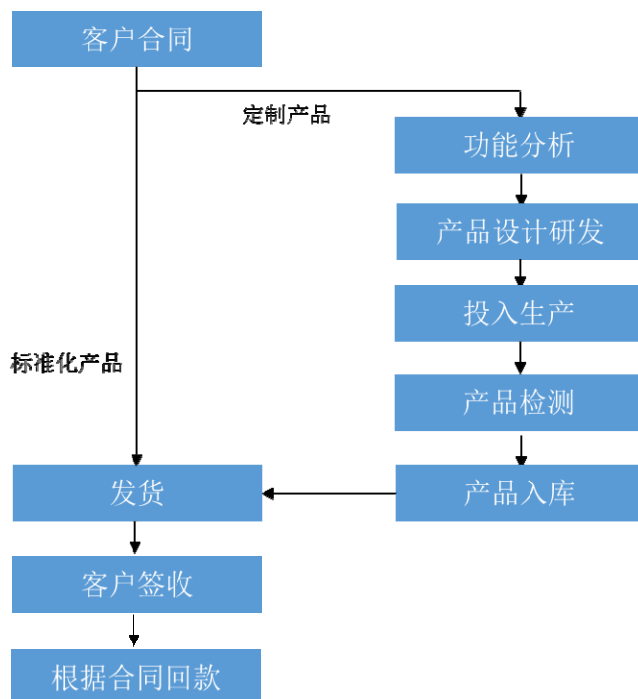 客户合同
定制产品
功能分析
产品设计研发
投入生产
标准化产品
产品检测
发货
产品入库
客户签收
根据合同回款